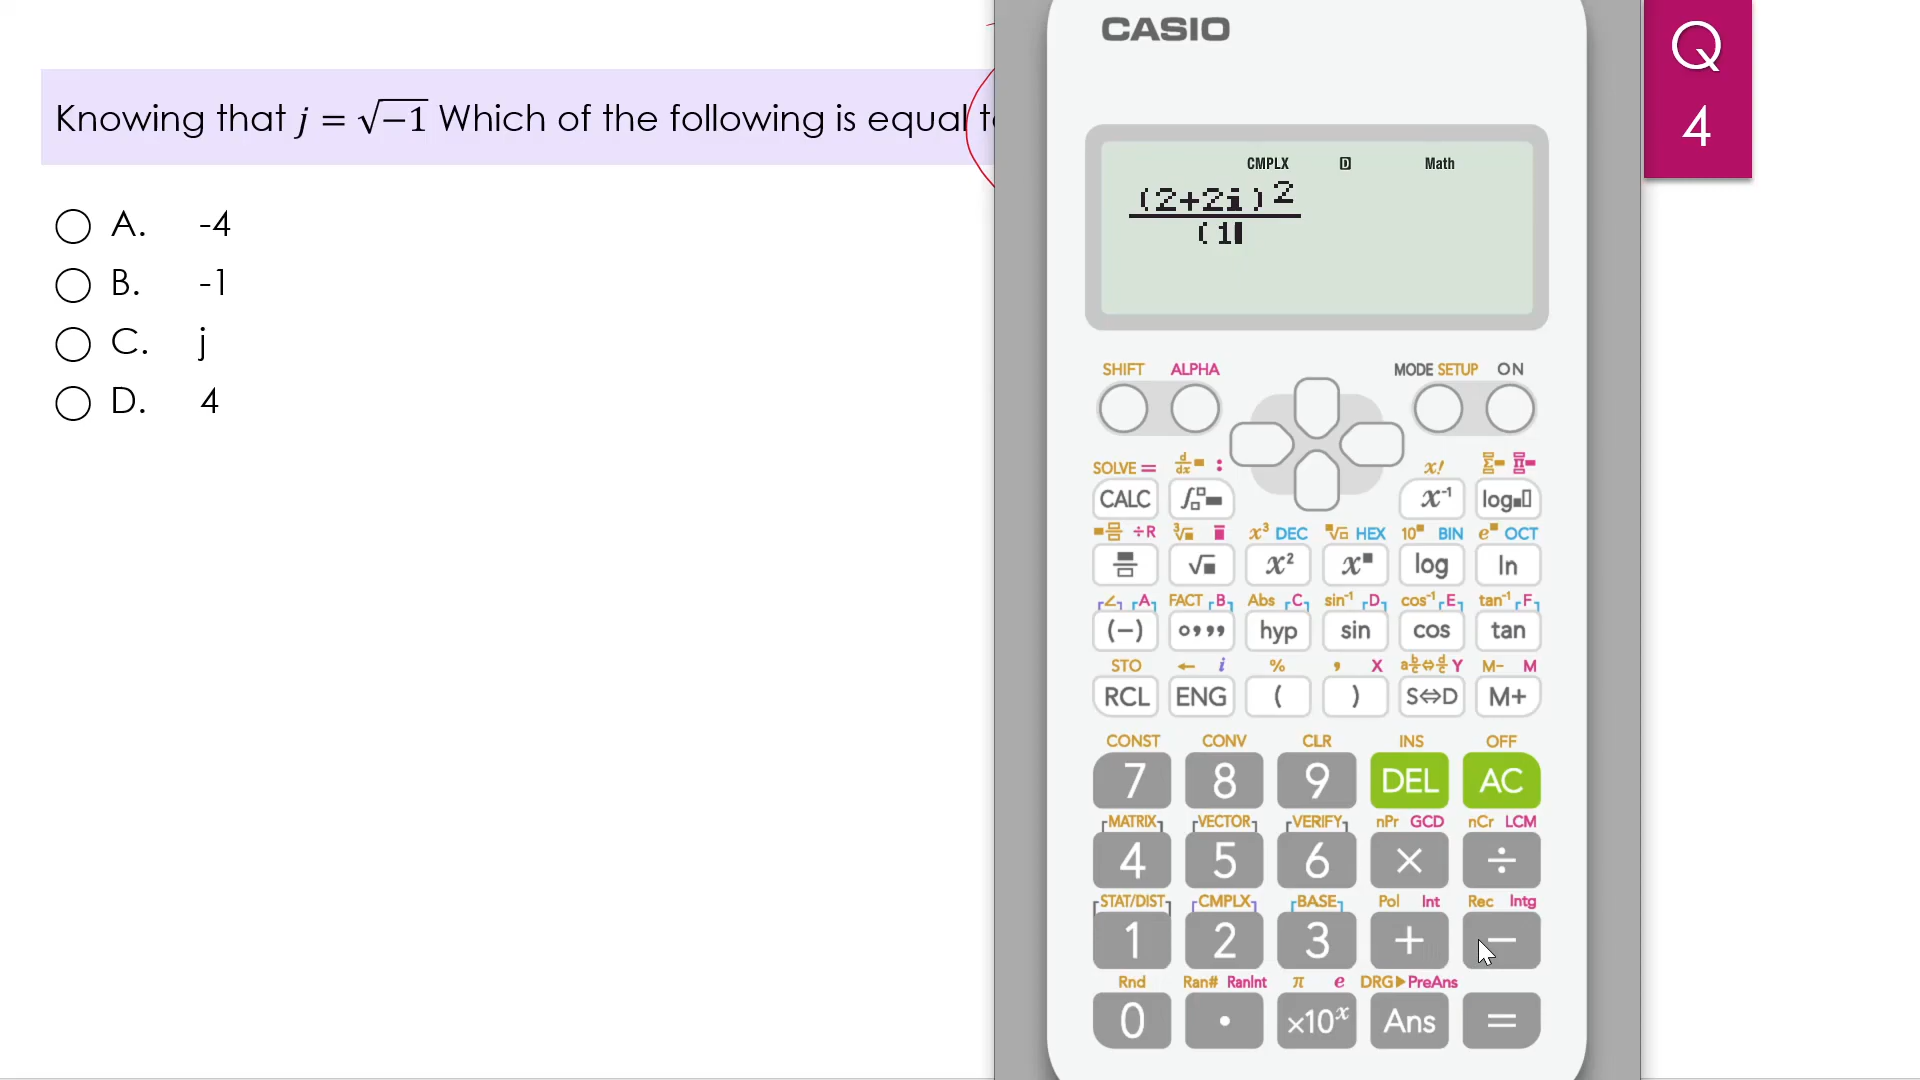 Knowing that j = √−1 Which of the following is equal
A. -4
B. -1
C. j
D. 4
Q
4
CASIO
CMPLX D Math
(2+2i)²
(1
SHIFT ALPHA MODE SETUP ON
SOLVE = d/dx : x! Σ Π
CALC ∫ x⁻¹ log
÷R ³√ x³ DEC √ HEX 10 BIN e OCT
√ x² x log ln
∠ A FACT B Abs C sin⁻¹ D cos⁻¹ E tan⁻¹ F
(−) °,,, hyp sin cos tan
STO ← i % , X a b/c⇔d/c Y M− M
RCL ENG ( ) S⇔D M+
CONST CONV CLR INS OFF
7 8 9 DEL AC
MATRIX VECTOR VERIFY nPr GCD nCr LCM
4 5 6 × ÷
STAT/DIST CMPLX BASE Pol Int Rec Intg
1 2 3 + −
Rnd Ran# RanInt π e DRG▶ PreAns
0 • ×10ˣ Ans =